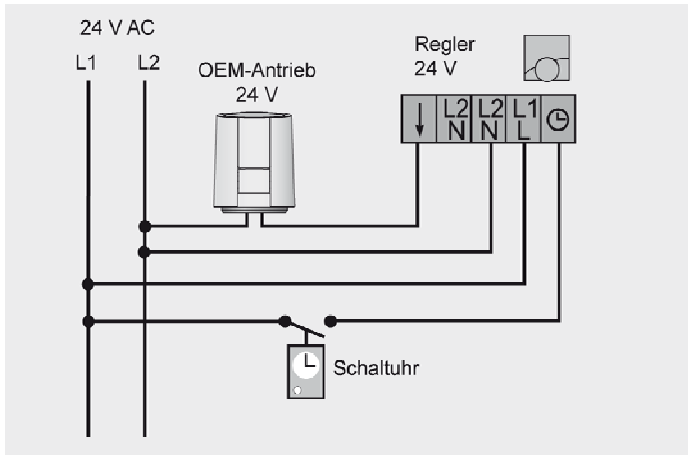 24 V AC
L1
L2
OEM-Antrieb
24 V
Regler
24 V
L2
N
L2
N
L1
L
Schaltuhr